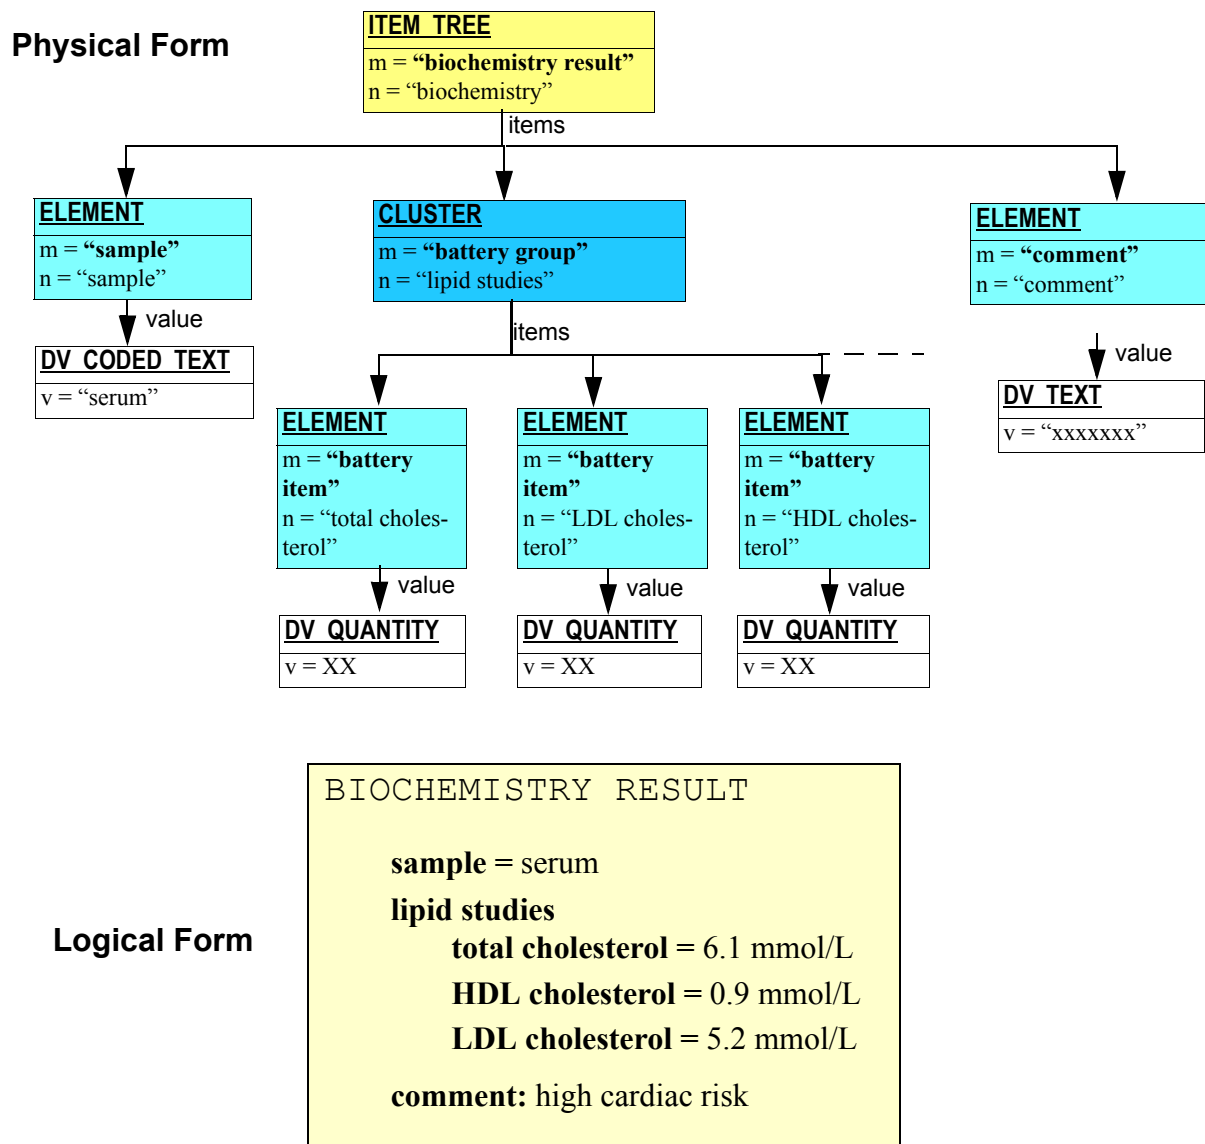 Physical Form
ITEM_TREE
m = “biochemistry result”
n = “biochemistry”
items
ELEMENT
m = “sample”
n = “sample”
value
DV_CODED_TEXT
v = “serum”
CLUSTER
m = “battery group”
n = “lipid studies”
items
ELEMENT
m = “comment”
n = “comment”
value
DV_TEXT
v = “xxxxxxx”
ELEMENT
m = “battery
item”
n = “total choles-
terol”
value
DV_QUANTITY
v = XX
ELEMENT
m = “battery
item”
n = “LDL choles-
terol”
value
DV_QUANTITY
v = XX
ELEMENT
m = “battery
item”
n = “HDL choles-
terol”
value
DV_QUANTITY
v = XX
Logical Form
BIOCHEMISTRY RESULT
sample = serum
lipid studies
total cholesterol = 6.1 mmol/L
HDL cholesterol = 0.9 mmol/L
LDL cholesterol = 5.2 mmol/L
comment: high cardiac risk